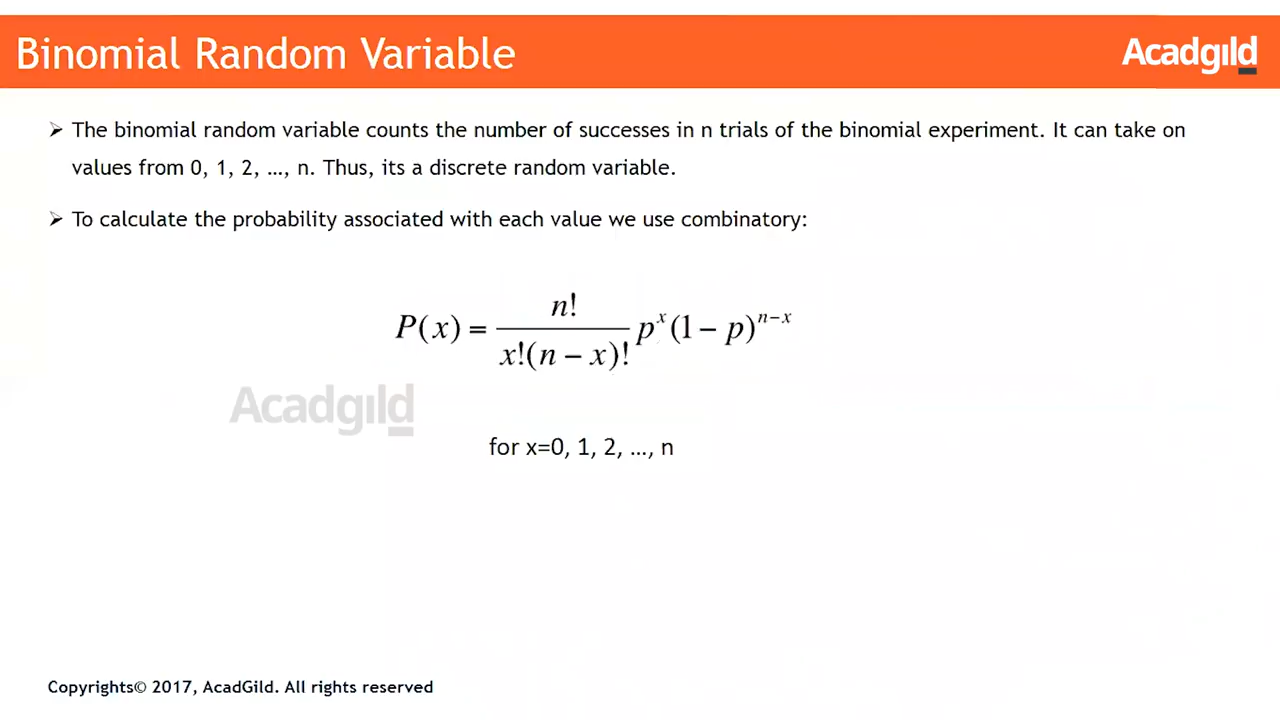 Binomial Random Variable
Acadgıld
➢ The binomial random variable counts the number of successes in n trials of the binomial experiment. It can take on
values from 0, 1, 2, …, n. Thus, its a discrete random variable.
➢ To calculate the probability associated with each value we use combinatory:
P(x) = n! / x!(n − x)! p^x (1 − p)^(n−x)
Acadgıld
for x=0, 1, 2, …, n
Copyrights© 2017, AcadGild. All rights reserved